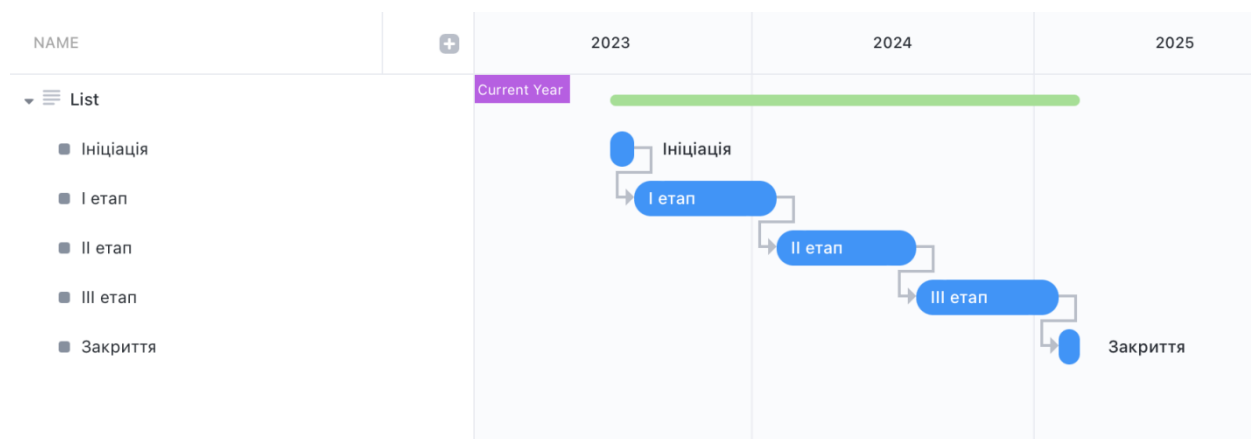 NAME
2023
2024
2025
Current Year
List
Ініціація
Ініціація
І етап
І етап
ІІ етап
ІІ етап
ІІІ етап
ІІІ етап
Закриття
Закриття